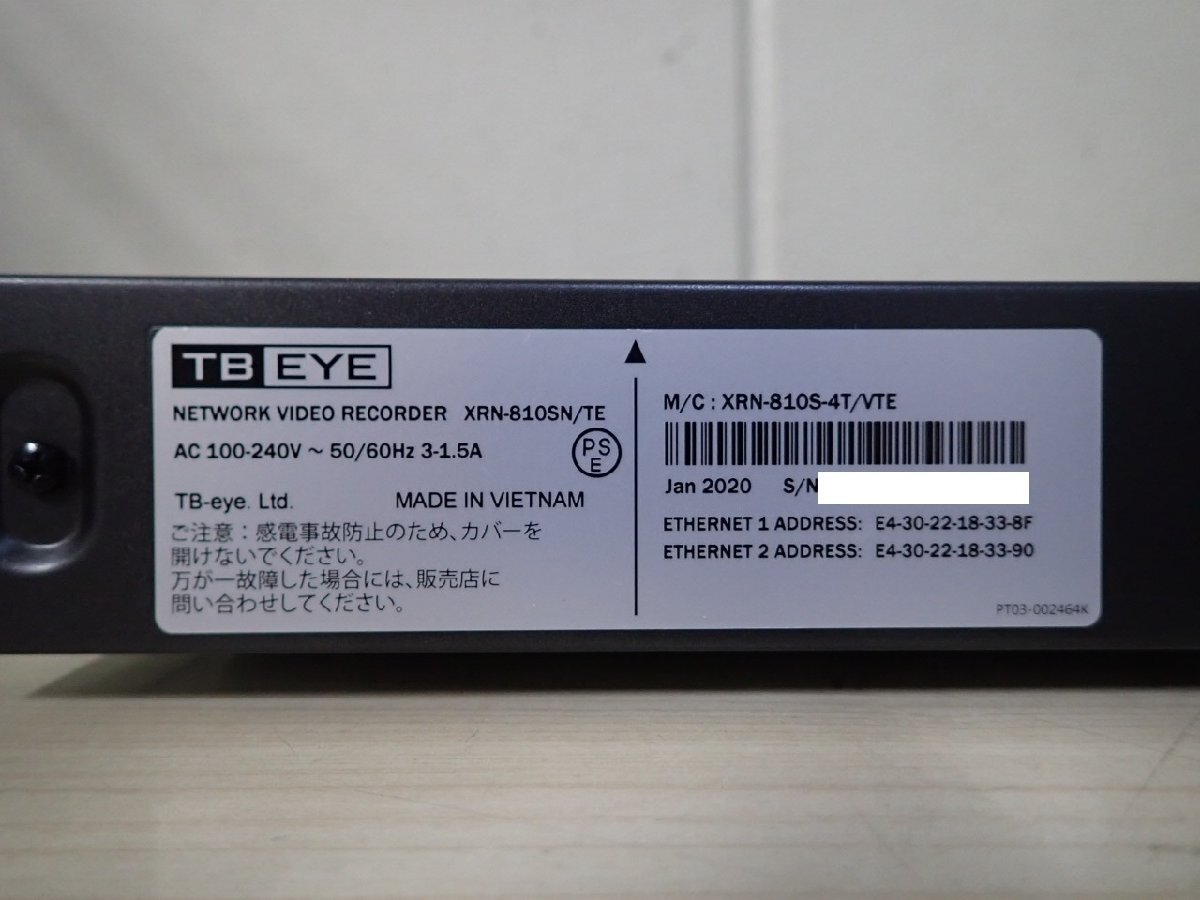 TB EYE
NETWORK VIDEO RECORDER XRN-810SN/TE
AC 100-240V ~ 50/60Hz 3-1.5A
PS
E
TB-eye. Ltd. MADE IN VIETNAM
ご注意：感電事故防止のため、カバーを
開けないでください。
万が一故障した場合には、販売店に
問い合わせしてください。
M/C : XRN-810S-4T/VTE
Jan 2020 S/N
ETHERNET 1 ADDRESS: E4-30-22-18-33-8F
ETHERNET 2 ADDRESS: E4-30-22-18-33-90
PT03-002464K